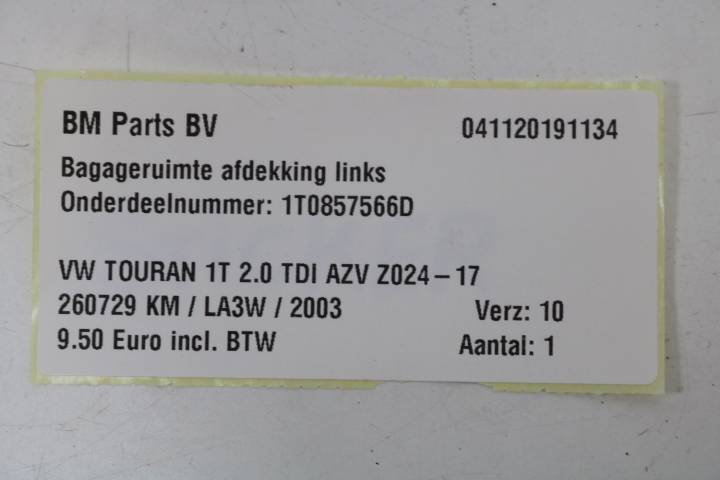 BM Parts BV 041120191134
Bagageruimte afdekking links
Onderdeelnummer: 1T0857566D
VW TOURAN 1T 2.0 TDI AZV Z024-17
260729 KM / LA3W / 2003 Verz: 10
9.50 Euro incl. BTW Aantal: 1